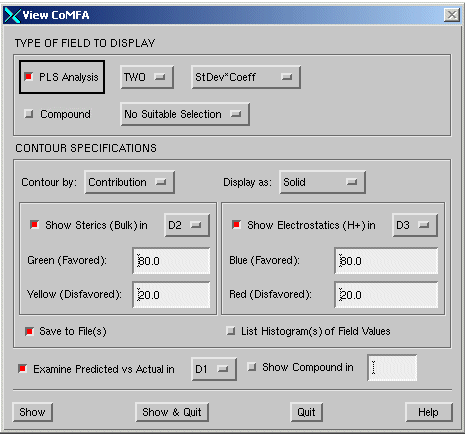 View CoMFA
TYPE OF FIELD TO DISPLAY
PLS Analysis TWO StDev*Coeff
Compound No Suitable Selection
CONTOUR SPECIFICATIONS
Contour by: Contribution Display as: Solid
Show Sterics (Bulk) in D2
Show Electrostatics (H+) in D3
Green (Favored): 80.0
Blue (Favored): 80.0
Yellow (Disfavored): 20.0
Red (Disfavored): 20.0
Save to File(s) List Histogram(s) of Field Values
Examine Predicted vs Actual in D1 Show Compound in
Show Show & Quit Quit Help